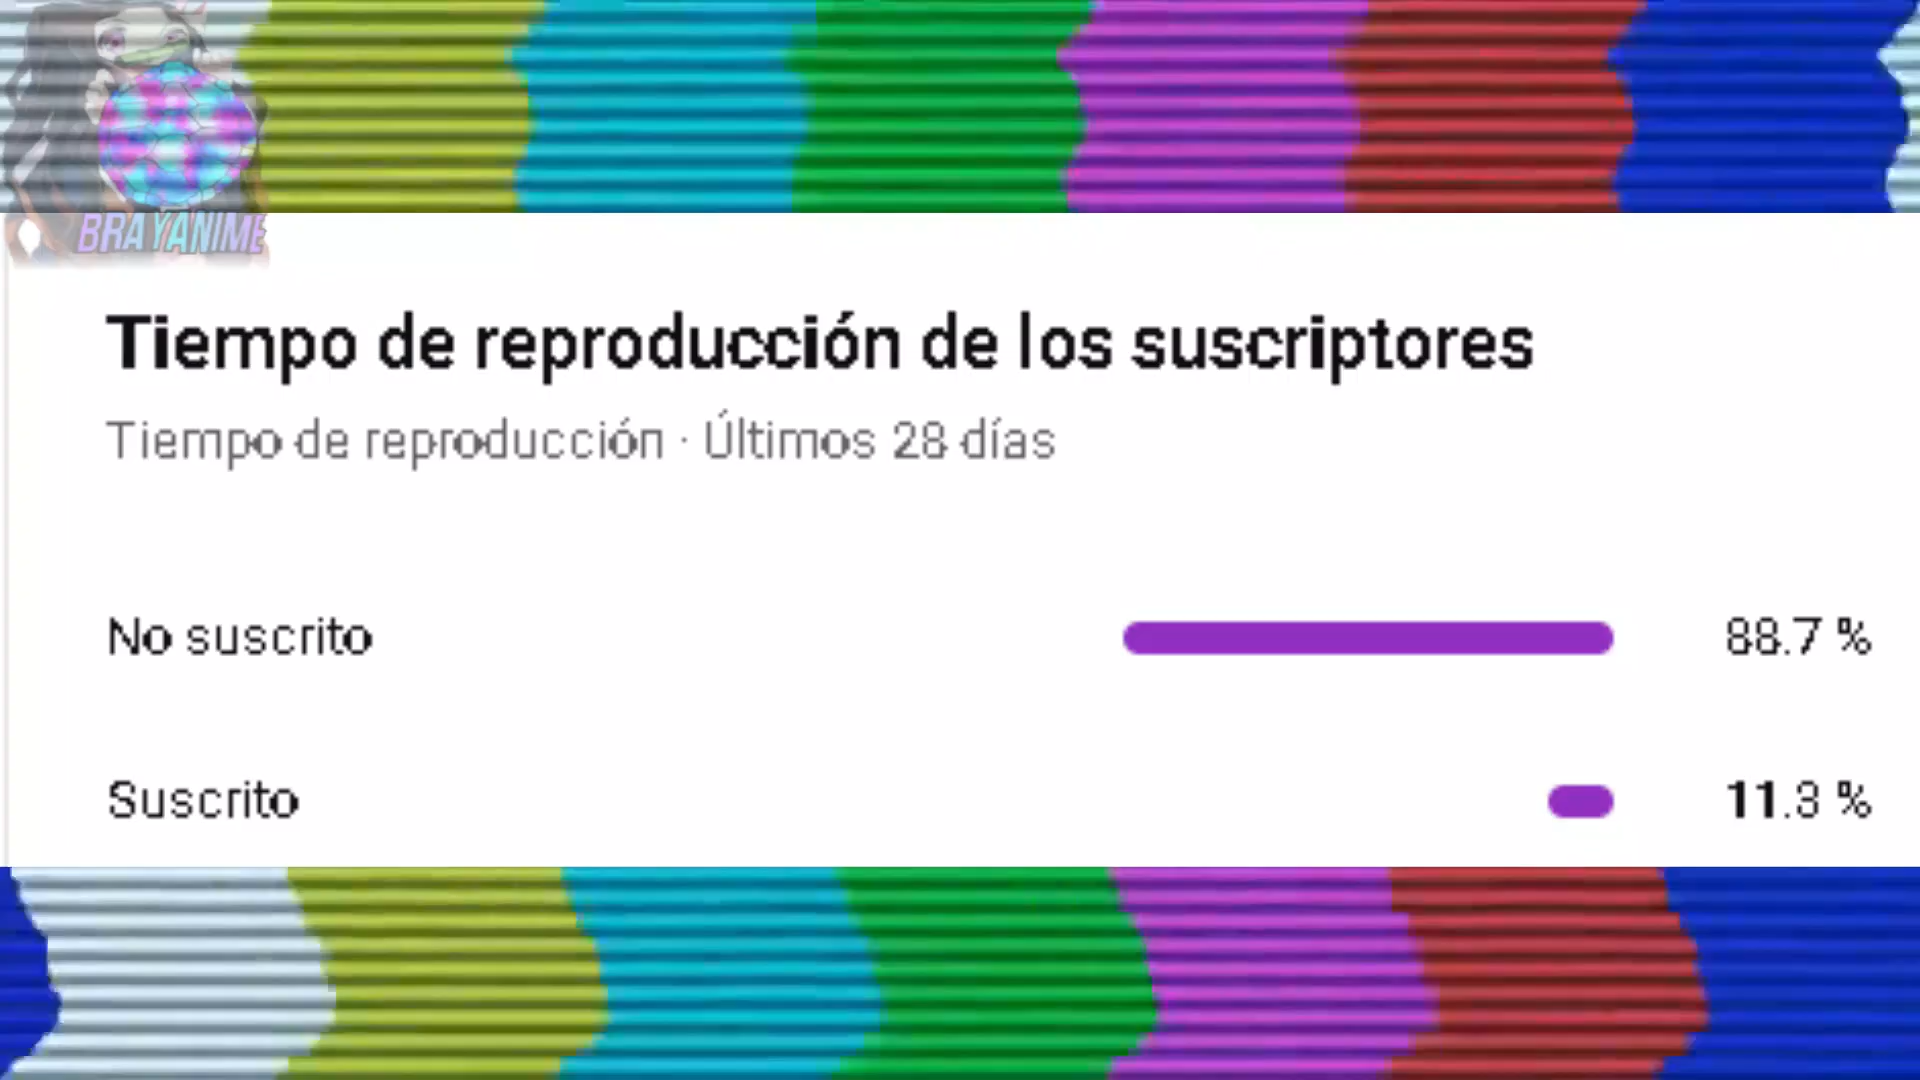 BRAYANIME
Tiempo de reproducción de los suscriptores
Tiempo de reproducción · Últimos 28 días
No suscrito 88.7 %
Suscrito 11.3 %